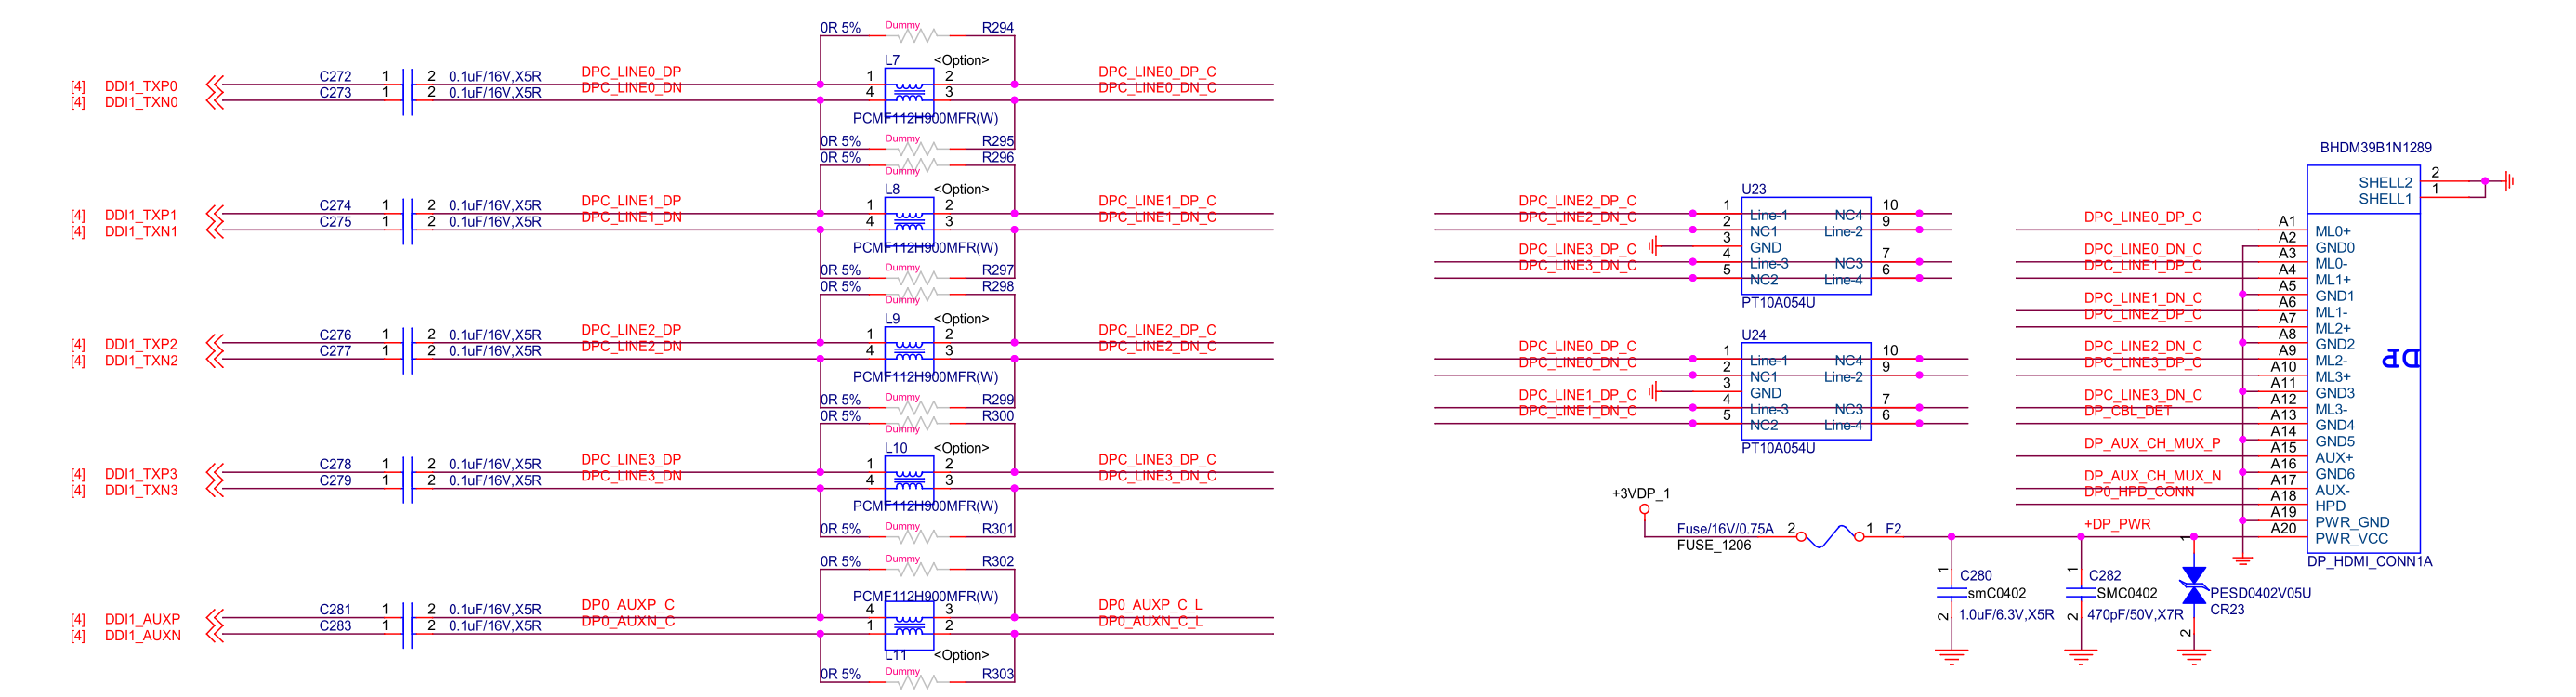 0R 5% Dummy R294
L7 <Option>
[4] DDI1_TXP0 C272 1 2 0.1uF/16V,X5R DPC_LINE0_DP 1 2 DPC_LINE0_DP_C
[4] DDI1_TXN0 C273 1 2 0.1uF/16V,X5R DPC_LINE0_DN 4 3 DPC_LINE0_DN_C
PCMF112H900MFR(W)
0R 5% Dummy R295
0R 5% Dummy R296
L8 <Option>
[4] DDI1_TXP1 C274 1 2 0.1uF/16V,X5R DPC_LINE1_DP 1 2 DPC_LINE1_DP_C
[4] DDI1_TXN1 C275 1 2 0.1uF/16V,X5R DPC_LINE1_DN 4 3 DPC_LINE1_DN_C
PCMF112H900MFR(W)
0R 5% Dummy R297
0R 5% Dummy R298
L9 <Option>
[4] DDI1_TXP2 C276 1 2 0.1uF/16V,X5R DPC_LINE2_DP 1 2 DPC_LINE2_DP_C
[4] DDI1_TXN2 C277 1 2 0.1uF/16V,X5R DPC_LINE2_DN 4 3 DPC_LINE2_DN_C
PCMF112H900MFR(W)
0R 5% Dummy R299
0R 5% Dummy R300
L10 <Option>
[4] DDI1_TXP3 C278 1 2 0.1uF/16V,X5R DPC_LINE3_DP 1 2 DPC_LINE3_DP_C
[4] DDI1_TXN3 C279 1 2 0.1uF/16V,X5R DPC_LINE3_DN 4 3 DPC_LINE3_DN_C
PCMF112H900MFR(W)
0R 5% Dummy R301
0R 5% Dummy R302
PCMF112H900MFR(W)
[4] DDI1_AUXP C281 1 2 0.1uF/16V,X5R DP0_AUXP_C 4 3 DP0_AUXP_C_L
[4] DDI1_AUXN C283 1 2 0.1uF/16V,X5R DP0_AUXN_C 1 2 DP0_AUXN_C_L
L11 <Option>
0R 5% Dummy R303
U23
DPC_LINE2_DP_C 1 Line-1 NC4 10
DPC_LINE2_DN_C 2 NC1 Line-2 9
3 GND
DPC_LINE3_DP_C 4 Line-3 NC3 7
DPC_LINE3_DN_C 5 NC2 Line-4 6
PT10A054U
U24
DPC_LINE0_DP_C 1 Line-1 NC4 10
DPC_LINE0_DN_C 2 NC1 Line-2 9
3 GND
DPC_LINE1_DP_C 4 Line-3 NC3 7
DPC_LINE1_DN_C 5 NC2 Line-4 6
PT10A054U
BHDM39B1N1289
SHELL2 2
SHELL1 1
DPC_LINE0_DP_C A1 ML0+
A2 GND0
DPC_LINE0_DN_C A3 ML0-
DPC_LINE1_DP_C A4 ML1+
A5 GND1
DPC_LINE1_DN_C A6 ML1-
DPC_LINE2_DP_C A7 ML2+
A8 GND2
DPC_LINE2_DN_C A9 ML2-
DP
DPC_LINE3_DP_C A10 ML3+
A11 GND3
DPC_LINE3_DN_C A12 ML3-
DP_CBL_DET A13 GND4
A14 GND5
DP_AUX_CH_MUX_P A15 AUX+
A16 GND6
DP_AUX_CH_MUX_N A17 AUX-
DP0_HPD_CONN A18 HPD
A19 PWR_GND
+DP_PWR A20 PWR_VCC
DP_HDMI_CONN1A
+3VDP_1
Fuse/16V/0.75A 2 1 F2
FUSE_1206
1 C280 2
smC0402
1.0uF/6.3V,X5R
1 C282 2
SMC0402
470pF/50V,X7R
1 2
PESD0402V05U
CR23